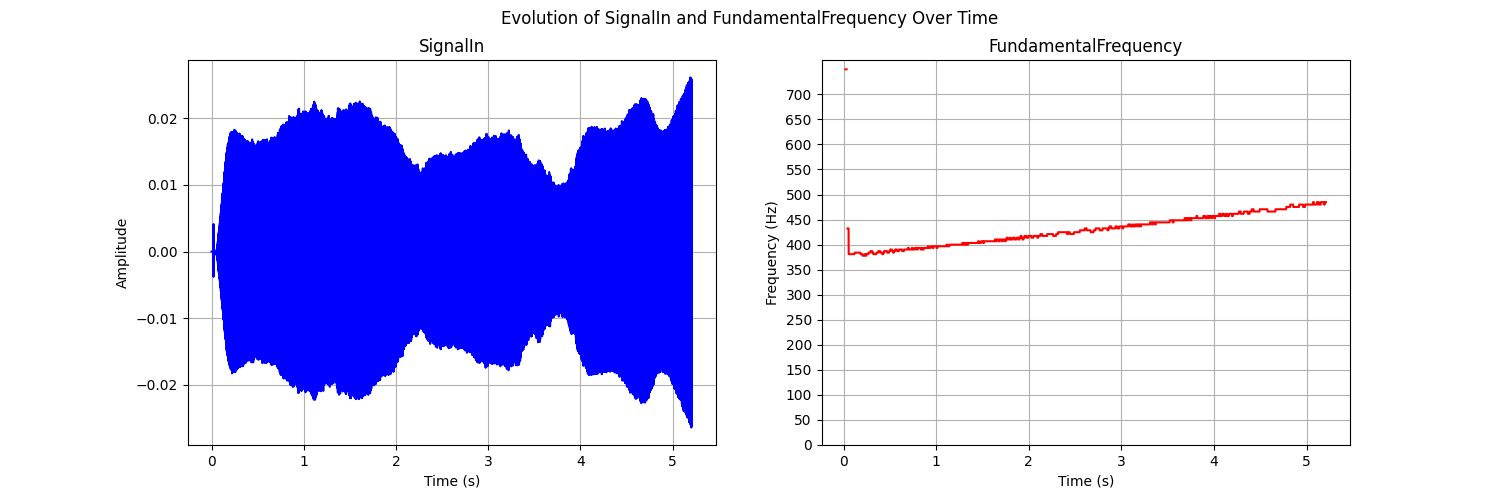 Evolution of SignalIn and FundamentalFrequency Over Time
SignalIn
Amplitude
0.02
0.01
0.00
−0.01
−0.02
0 1 2 3 4 5
Time (s)
FundamentalFrequency
Frequency (Hz)
700
650
600
550
500
450
400
350
300
250
200
150
100
50
0
0 1 2 3 4 5
Time (s)